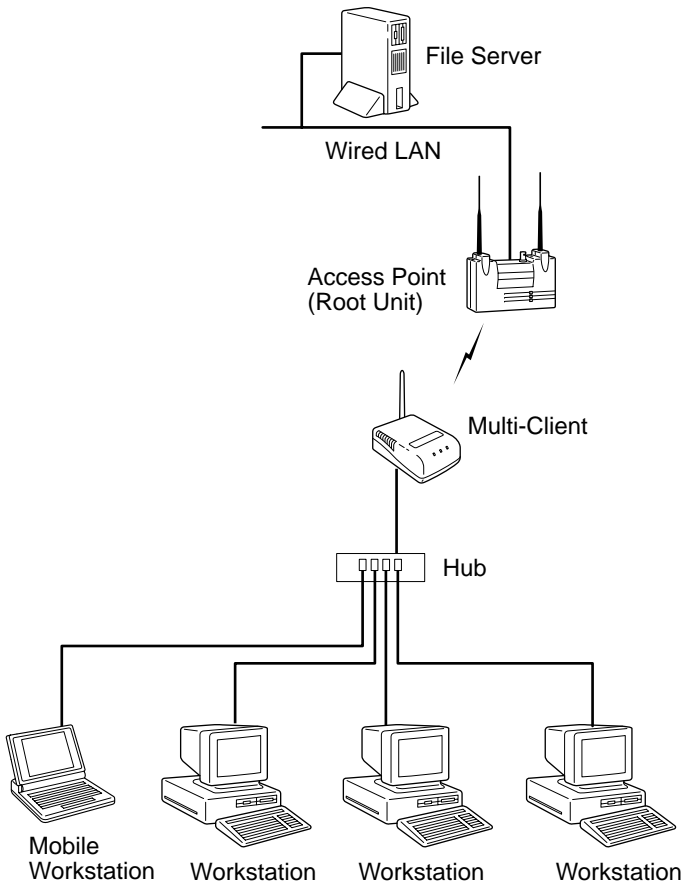 File Server
Wired LAN
Access Point
(Root Unit)
Multi-Client
Hub
Mobile
Workstation
Workstation
Workstation
Workstation